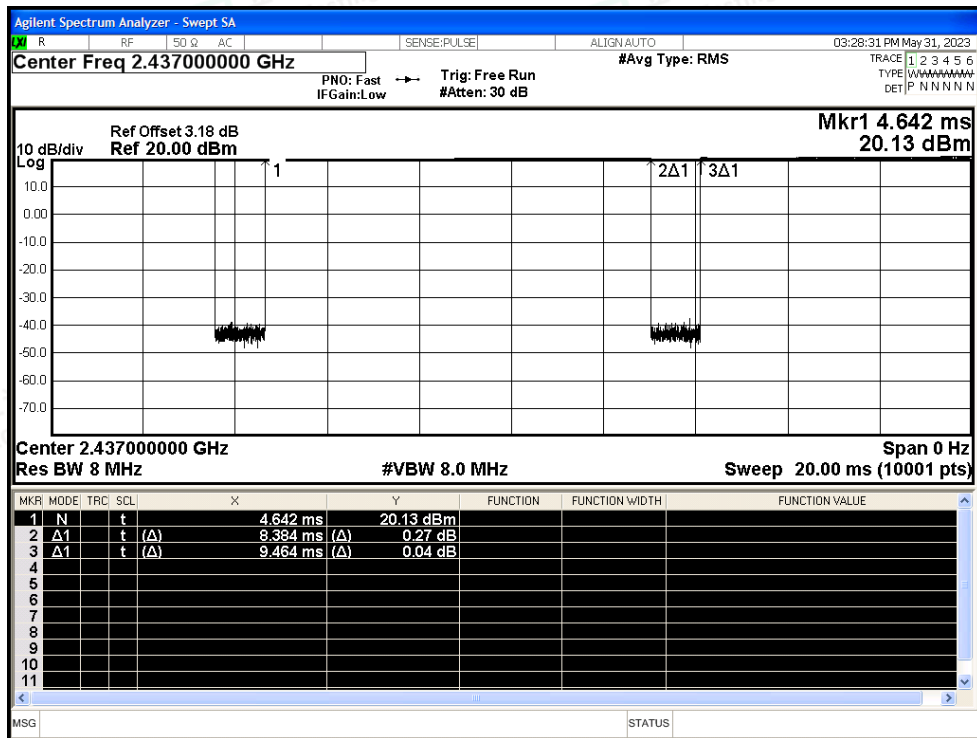 Agilent Spectrum Analyzer - Swept SA
LXI R RF 50 Ω AC SENSE:PULSE ALIGN AUTO 03:28:31 PM May 31, 2023
Center Freq 2.437000000 GHz
PNO: Fast
IFGain:Low
Trig: Free Run
#Atten: 30 dB
#Avg Type: RMS
TRACE 1 2 3 4 5 6
TYPE WWWWWW
DET P N N N N N
Mkr1 4.642 ms
20.13 dBm
Ref Offset 3.18 dB
10 dB/div Ref 20.00 dBm
Log
1 2Δ1 3Δ1
10.0
0.00
-10.0
-20.0
-30.0
-40.0
-50.0
-60.0
-70.0
Center 2.437000000 GHz Span 0 Hz
Res BW 8 MHz #VBW 8.0 MHz Sweep 20.00 ms (10001 pts)
MKR MODE TRC SCL X Y FUNCTION FUNCTION WIDTH FUNCTION VALUE
1 N t 4.642 ms 20.13 dBm
2 Δ1 t (Δ) 8.384 ms (Δ) 0.27 dB
3 Δ1 t (Δ) 9.464 ms (Δ) 0.04 dB
4
5
6
7
8
9
10
11
MSG STATUS